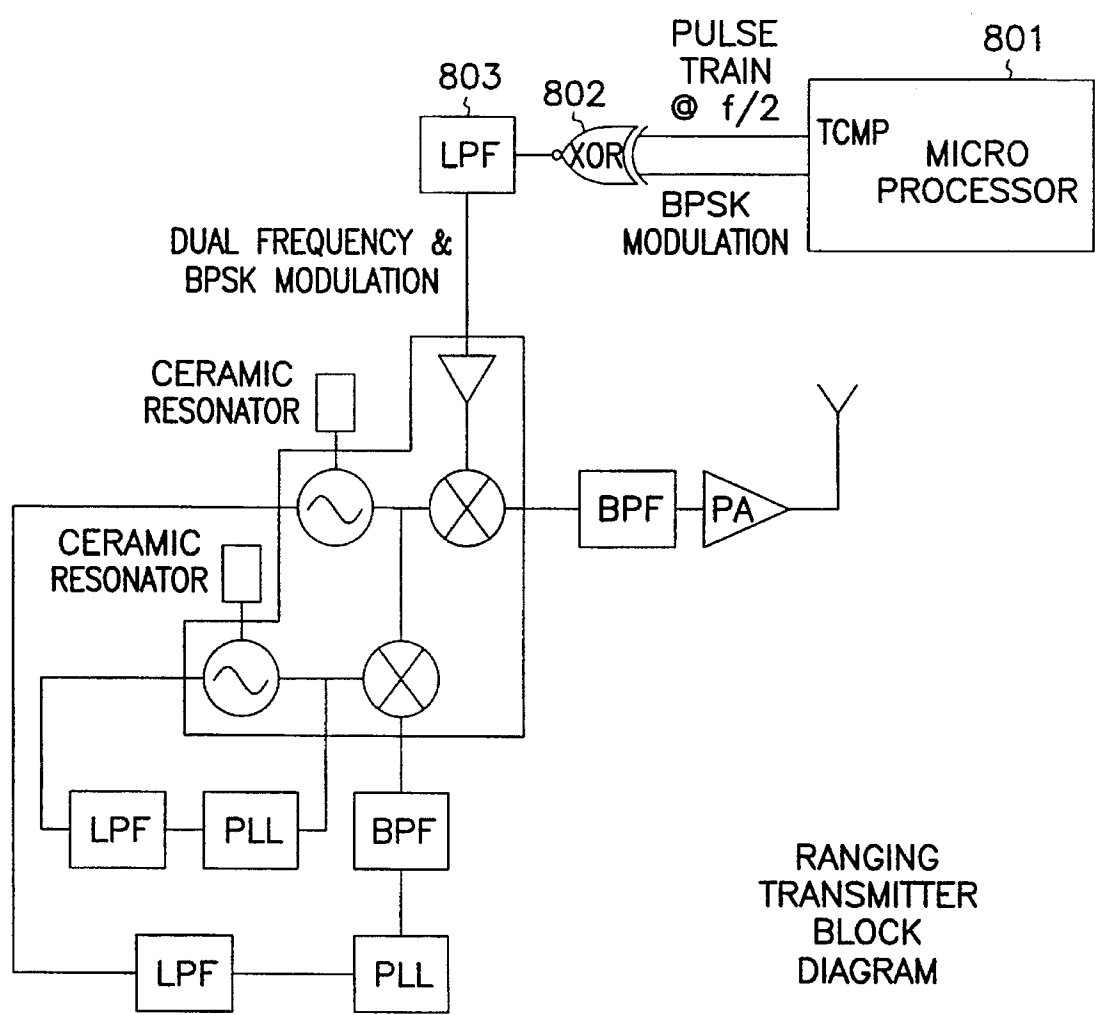 PULSE
TRAIN
@ f/2
801
803
802
LPF
XOR
TCMP
MICRO
PROCESSOR
BPSK
MODULATION
DUAL FREQUENCY &
BPSK MODULATION
CERAMIC
RESONATOR
BPF
PA
CERAMIC
RESONATOR
LPF
PLL
BPF
LPF
PLL
RANGING
TRANSMITTER
BLOCK
DIAGRAM